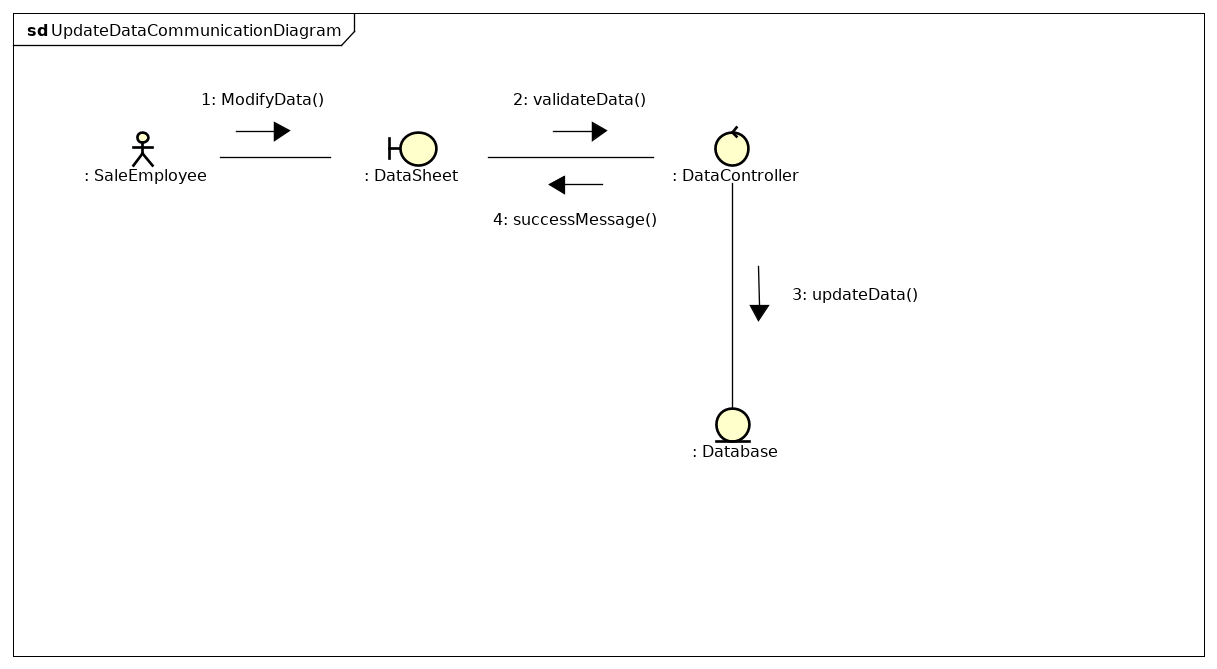 sd UpdateDataCommunicationDiagram
1: ModifyData()
2: validateData()
: SaleEmployee
: DataSheet
: DataController
4: successMessage()
3: updateData()
: Database